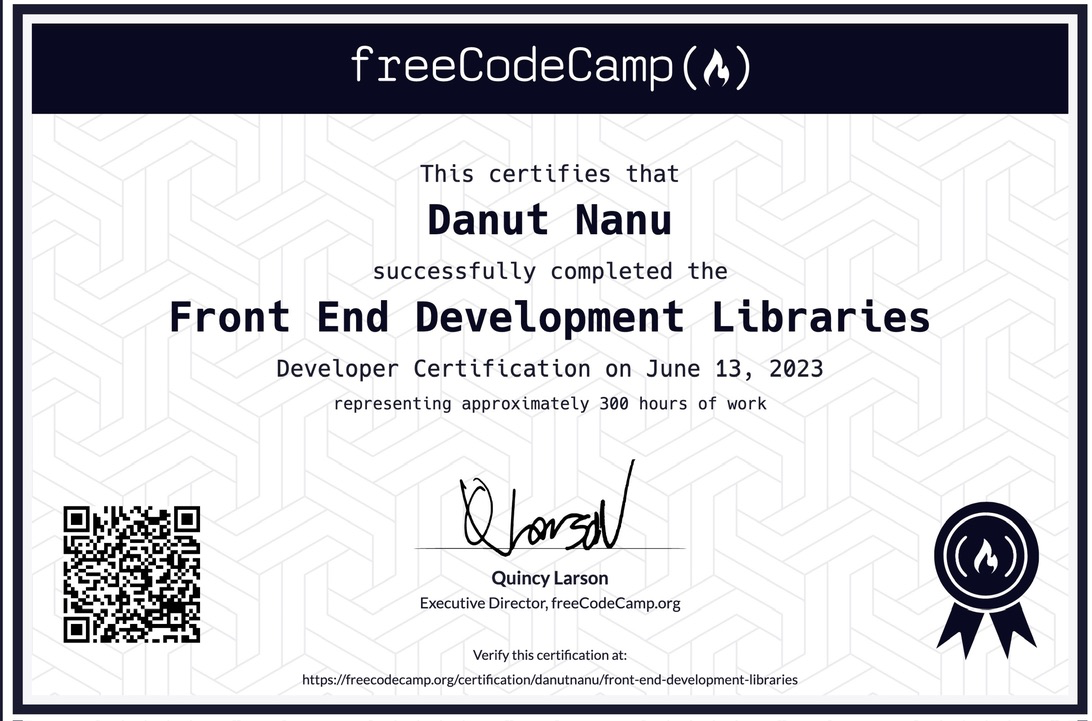 freeCodeCamp
This certifies that
Danut Nanu
successfully completed the
Front End Development Libraries
Developer Certification on June 13, 2023
representing approximately 300 hours of work
Q Larson
Quincy Larson
Executive Director, freeCodeCamp.org
Verify this certification at:
https://freecodecamp.org/certification/danutnanu/front-end-development-libraries